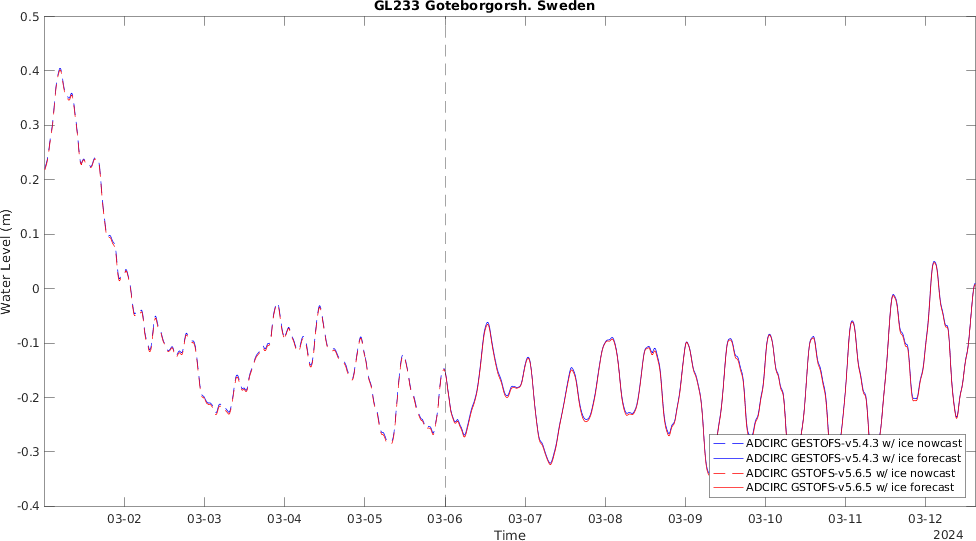 GL233 Goteborgorsh. Sweden
0.5
0.4
0.3
0.2
0.1
0
-0.1
-0.2
-0.3
-0.4
Water Level (m)
ADCIRC GESTOFS-v5.4.3 w/ ice nowcast
ADCIRC GESTOFS-v5.4.3 w/ ice forecast
ADCIRC GSTOFS-v5.6.5 w/ ice nowcast
ADCIRC GSTOFS-v5.6.5 w/ ice forecast
03-02 03-03 03-04 03-05 03-06 03-07 03-08 03-09 03-10 03-11 03-12
Time
2024